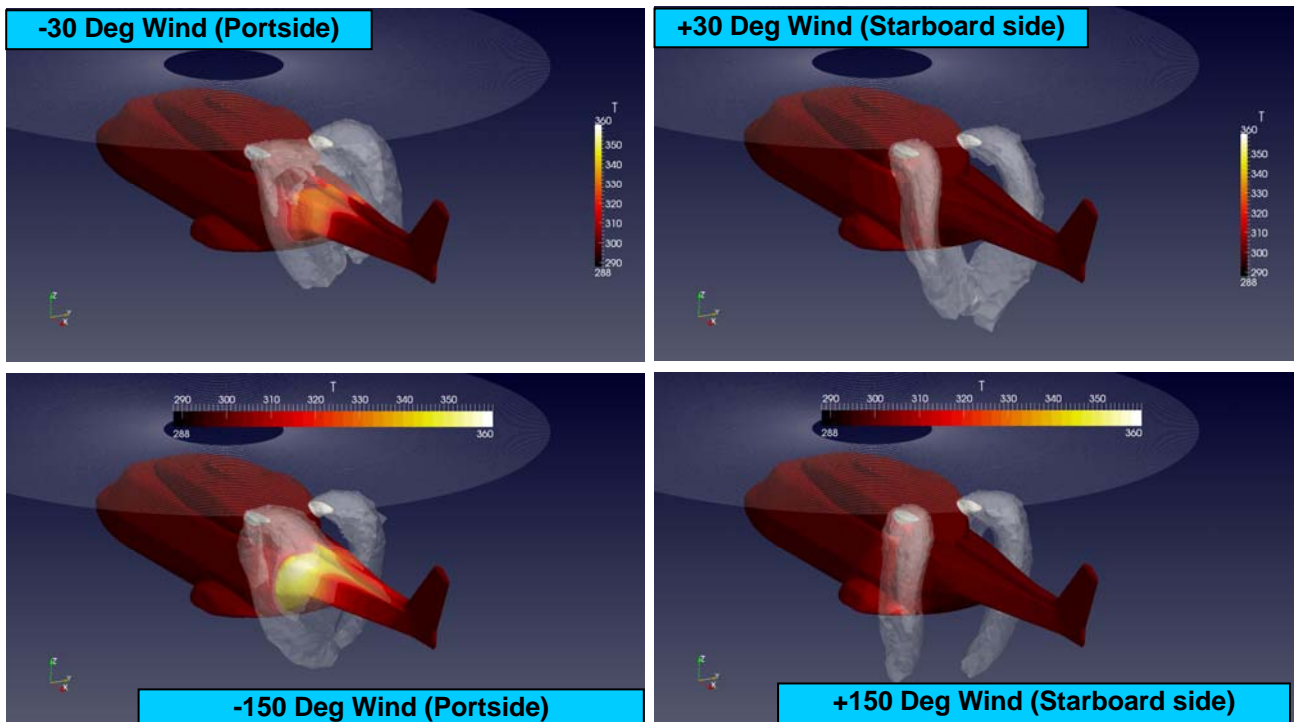 -30 Deg Wind (Portside)
T
360
350
340
330
320
310
300
290
288
Z
Y
X
+30 Deg Wind (Starboard side)
T
360
350
340
330
320
310
300
290
288
Z
Y
X
T
290 300 310 320 330 340 350
288 360
Z
Y
X
-150 Deg Wind (Portside)
T
290 300 310 320 330 340 350
288 360
Z
Y
X
+150 Deg Wind (Starboard side)